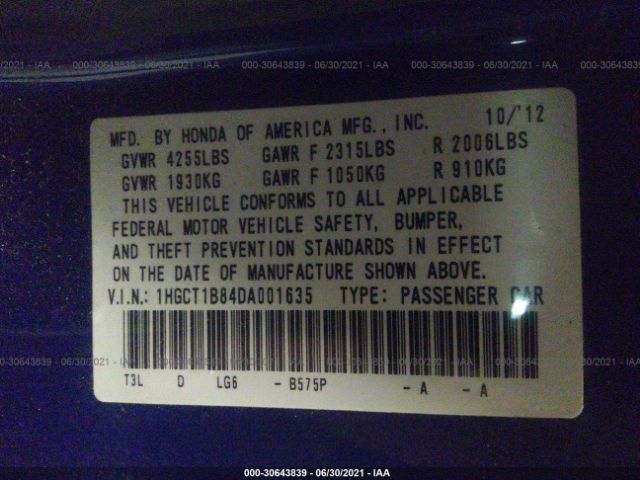 000-30643839 - 06/30/2021 - IAA
MFD. BY HONDA OF AMERICA MFG., INC. 10/'12
GVWR 4255LBS GAWR F 2315LBS R 2006LBS
GVWR 1930KG GAWR F 1050KG R 910KG
THIS VEHICLE CONFORMS TO ALL APPLICABLE
FEDERAL MOTOR VEHICLE SAFETY, BUMPER,
AND THEFT PREVENTION STANDARDS IN EFFECT
ON THE DATE OF MANUFACTURE SHOWN ABOVE.
V.I.N.: 1HGCT1B84DA001635 TYPE: PASSENGER CAR
T3L D LG6 - B575P - A - A
000-30643839 - 06/30/2021 - IAA